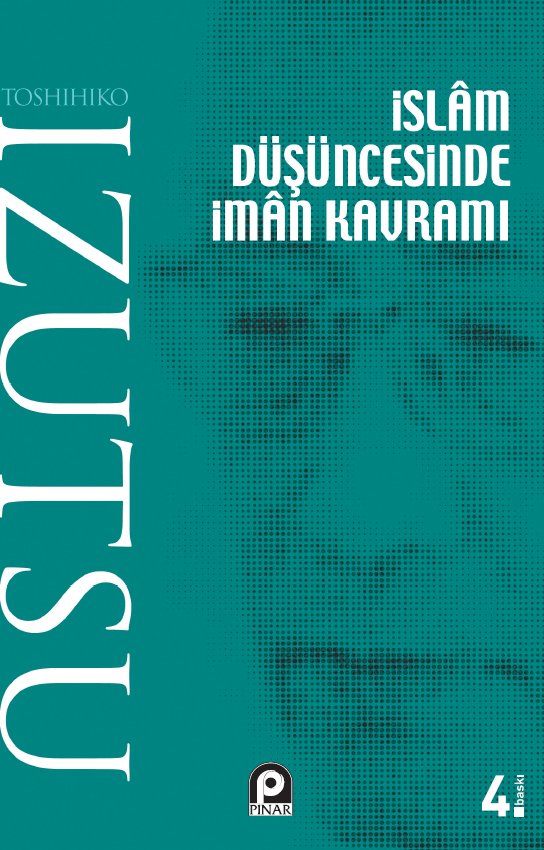 TOSHIHIKO
IZUTSU
İSLÂM
DÜŞÜNCESİNDE
İMÂN KAVRAMI
P
PINAR
4
baskı